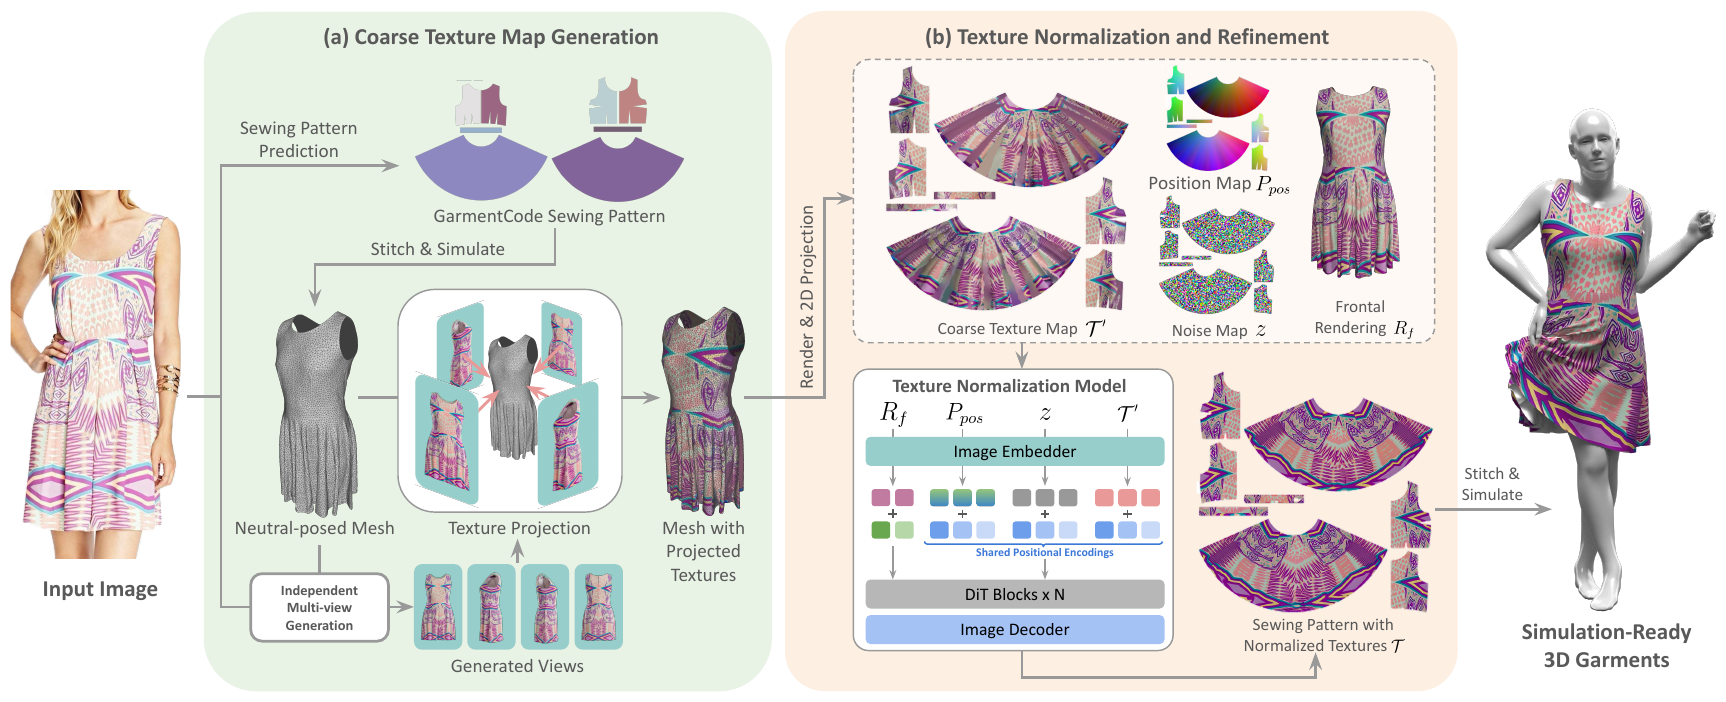 (a) Coarse Texture Map Generation
Sewing Pattern
Prediction
GarmentCode Sewing Pattern
Stitch & Simulate
Input Image
Neutral-posed Mesh
Texture Projection
Mesh with
Projected
Textures
Independent
Multi-view
Generation
Generated Views
Render & 2D Projection
(b) Texture Normalization and Refinement
Position Map P_pos
Coarse Texture Map 𝒯′
Noise Map z
Frontal
Rendering R_f
Texture Normalization Model
R_f P_pos z 𝒯′
Image Embedder
+ + + +
Shared Positional Encodings
DiT Blocks x N
Image Decoder
Sewing Pattern with
Normalized Textures 𝒯
Stitch &
Simulate
Simulation-Ready
3D Garments